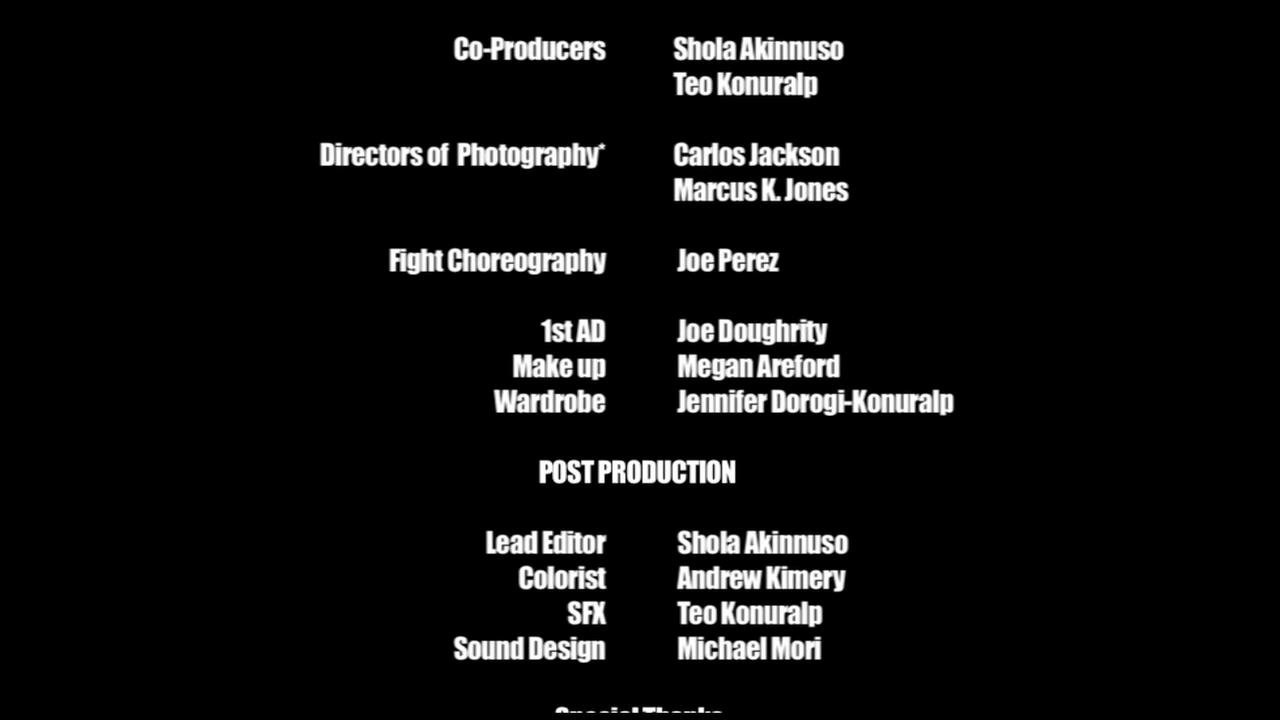 Co-Producers Shola Akinnuso
Teo Konuralp
Directors of Photography* Carlos Jackson
Marcus K. Jones
Fight Choreography Joe Perez
1st AD Joe Doughrity
Make up Megan Areford
Wardrobe Jennifer Dorogi-Konuralp
POST PRODUCTION
Lead Editor Shola Akinnuso
Colorist Andrew Kimery
SFX Teo Konuralp
Sound Design Michael Mori
Special Thanks